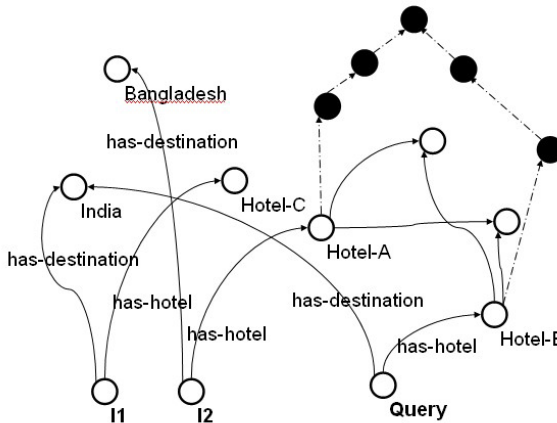 Bangladesh
has-destination
Hotel-C
India
Hotel-A
has-destination
has-destination
has-hotel
has-hotel
has-hotel
I1
I2
Query